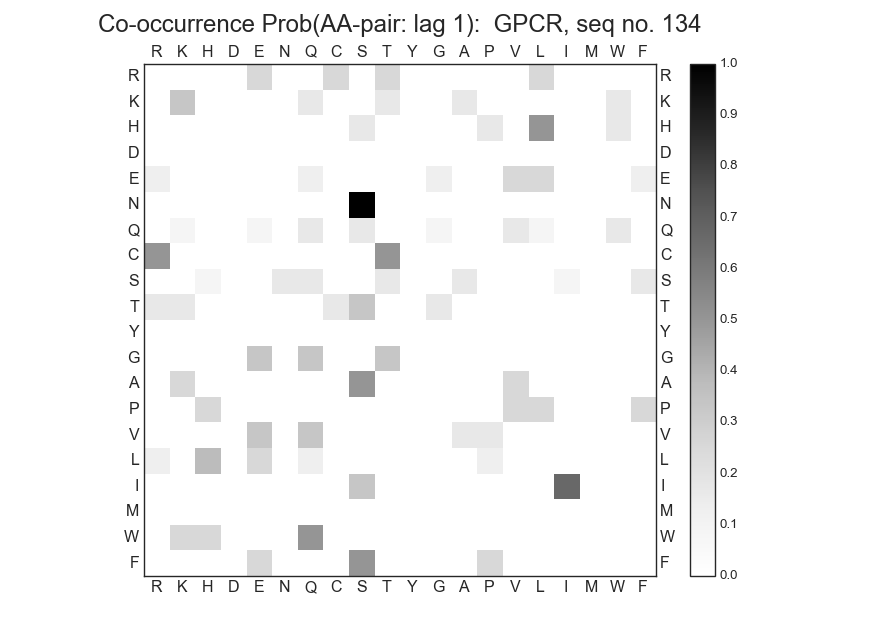 Co-occurrence Prob(AA-pair: lag 1):  GPCR, seq no. 134
R K H D E N Q C S T Y G A P V L I M W F
R R 1.0
K K 0.9
H H
D D 0.8
E E
N N 0.7
Q Q
C C 0.6
S S
T T 0.5
Y Y
G G 0.4
A A
P P 0.3
V V
L L 0.2
I I
M M 0.1
W W
F F 0.0
R K H D E N Q C S T Y G A P V L I M W F